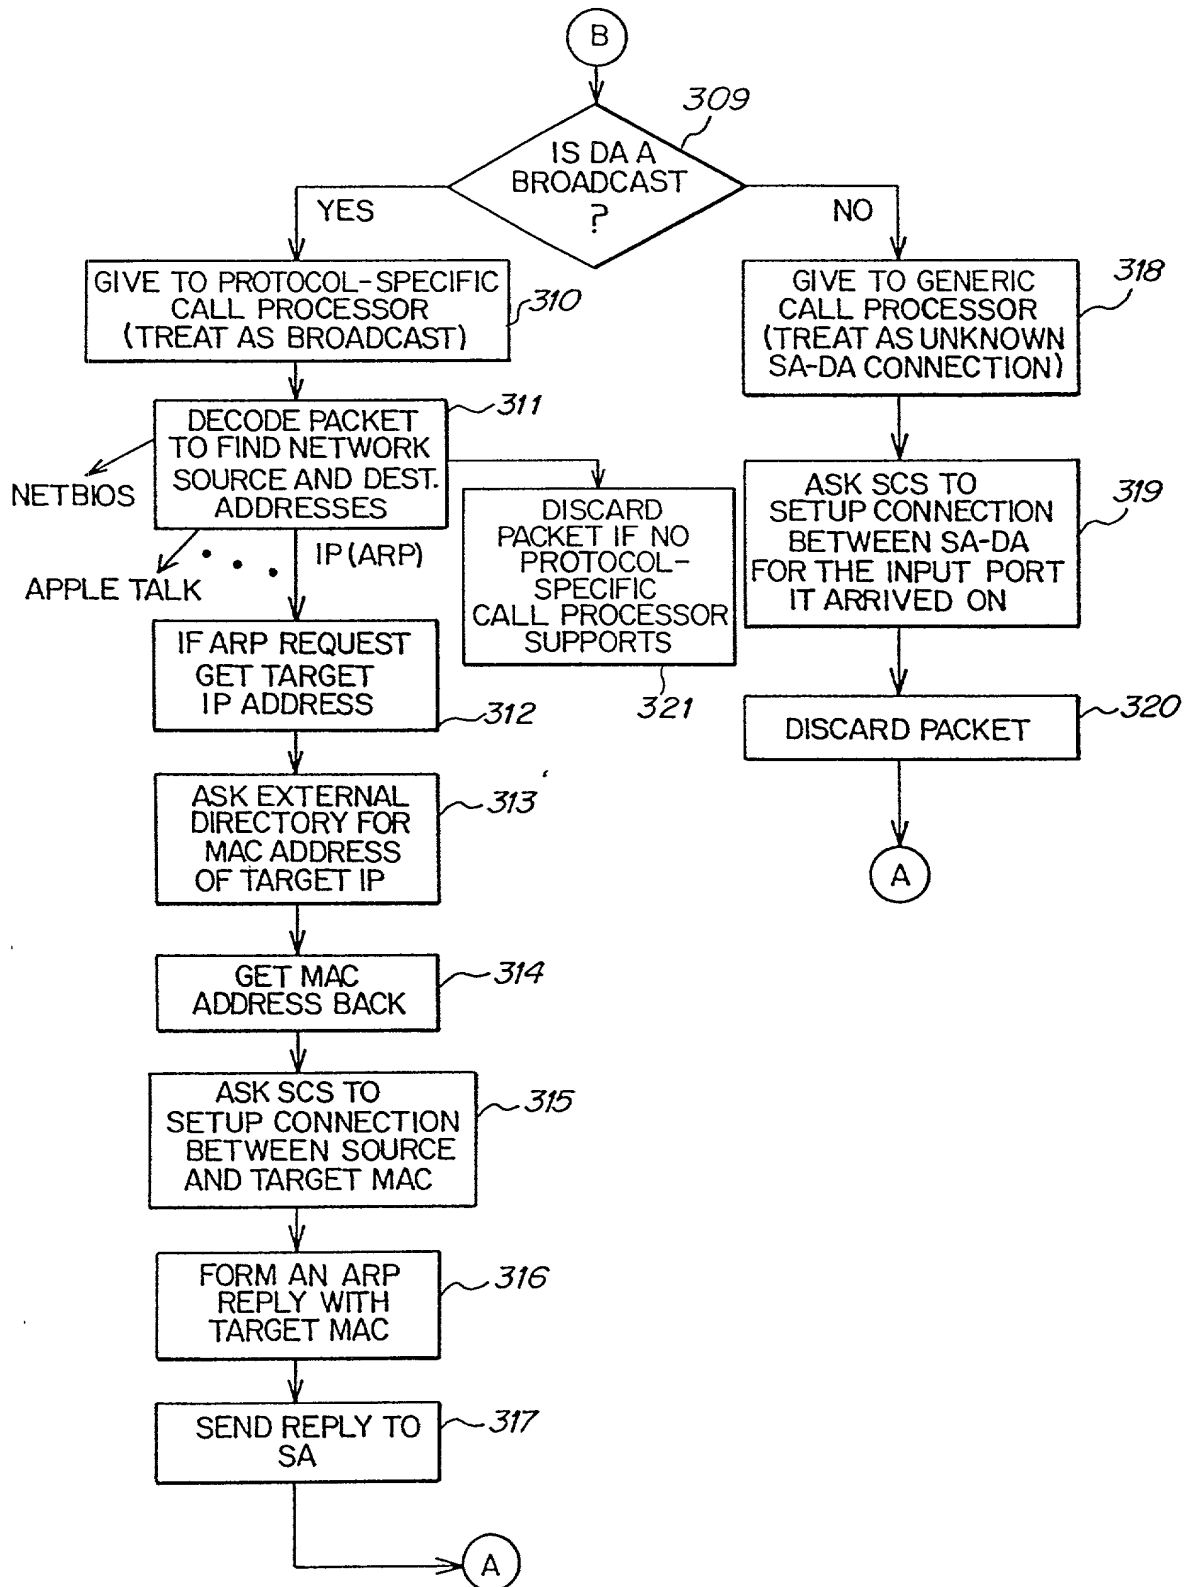 B
309
IS DA A
BROADCAST
?
YES
NO
GIVE TO PROTOCOL-SPECIFIC
CALL PROCESSOR
(TREAT AS BROADCAST)
310
GIVE TO GENERIC
CALL PROCESSOR
(TREAT AS UNKNOWN
SA-DA CONNECTION)
318
DECODE PACKET
TO FIND NETWORK
SOURCE AND DEST.
ADDRESSES
311
NETBIOS
APPLE TALK
IP (ARP)
DISCARD
PACKET IF NO
PROTOCOL-
SPECIFIC
CALL PROCESSOR
SUPPORTS
321
ASK SCS TO
SETUP CONNECTION
BETWEEN SA-DA
FOR THE INPUT PORT
IT ARRIVED ON
319
IF ARP REQUEST
GET TARGET
IP ADDRESS
312
DISCARD PACKET
320
A
ASK EXTERNAL
DIRECTORY FOR
MAC ADDRESS
OF TARGET IP
313
GET MAC
ADDRESS BACK
314
ASK SCS TO
SETUP CONNECTION
BETWEEN SOURCE
AND TARGET MAC
315
FORM AN ARP
REPLY WITH
TARGET MAC
316
SEND REPLY TO
SA
317
A